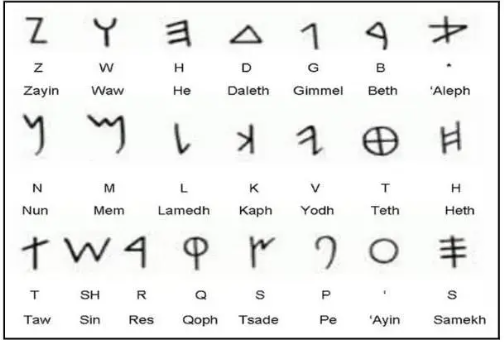 𐤀 𐤁 𐤂 𐤃 𐤄 𐤅 𐤆
Z W H D G B *
Zayin Waw He Daleth Gimmel Beth 'Aleph
𐤇 𐤈 𐤉 𐤊 𐤋 𐤌 𐤍
N M L K V T H
Nun Mem Lamedh Kaph Yodh Teth Heth
𐤎 𐤏 𐤐 𐤑 𐤒 𐤓 𐤔 𐤕
T SH R Q S P ' S
Taw Sin Res Qoph Tsade Pe 'Ayin Samekh